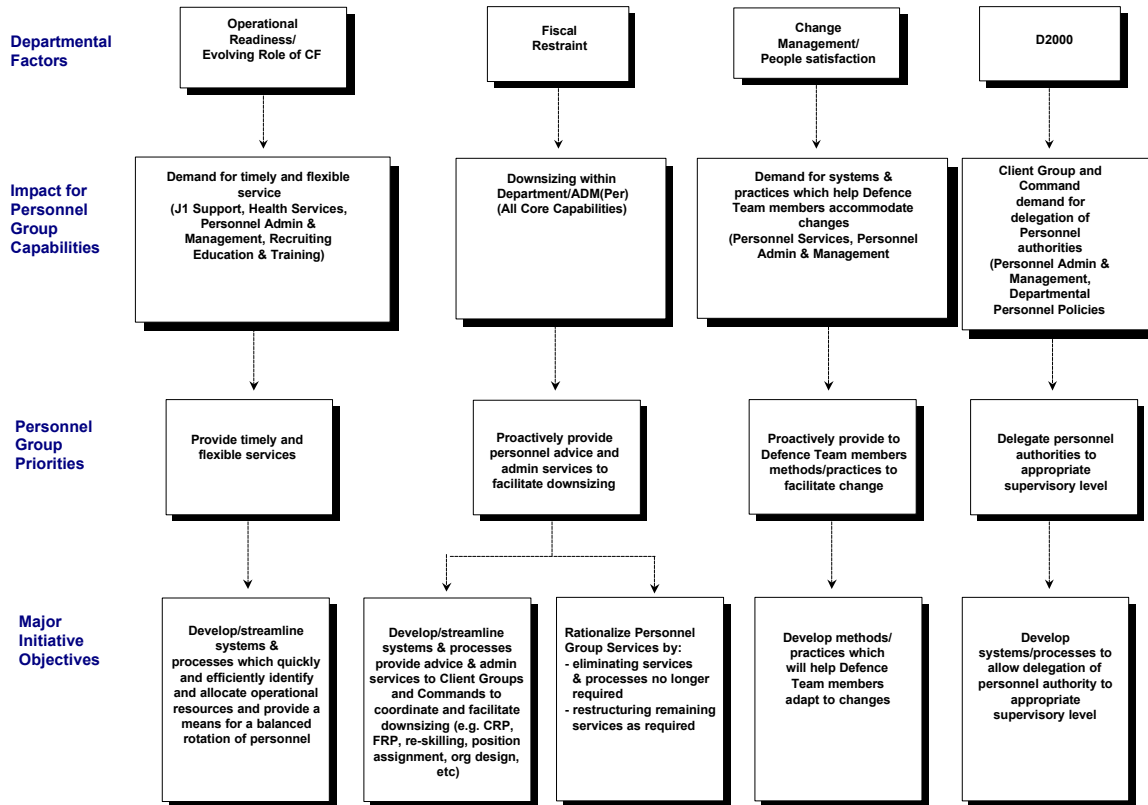 Departmental
Factors
Operational
Readiness/
Evolving Role of CF
Fiscal
Restraint
Change
Management/
People satisfaction
D2000
Impact for
Personnel
Group
Capabilities
Demand for timely and flexible
service
(J1 Support, Health Services,
Personnel Admin &
Management, Recruiting
Education & Training)
Downsizing within
Department/ADM(Per)
(All Core Capabilities)
Demand for systems &
practices which help Defence
Team members accommodate
changes
(Personnel Services, Personnel
Admin & Management
Client Group and
Command
demand for
delegation of
Personnel
authorities
(Personnel Admin &
Management,
Departmental
Personnel Policies
Personnel
Group
Priorities
Provide timely and
flexible services
Proactively provide
personnel advice and
admin services to
facilitate downsizing
Proactively provide to
Defence Team members
methods/practices to
facilitate change
Delegate personnel
authorities to
appropriate
supervisory level
Major
Initiative
Objectives
Develop/streamline
systems &
processes which quickly
and efficiently identify
and allocate operational
resources and provide a
means for a balanced
rotation of personnel
Develop/streamline
systems & processes
provide advice & admin
services to Client Groups
and Commands to
coordinate and facilitate
downsizing (e.g. CRP,
FRP, re-skilling, position
assignment, org design,
etc)
Rationalize Personnel
Group Services by:
- eliminating services
& processes no longer
required
- restructuring remaining
services as required
Develop methods/
practices which
will help Defence
Team members
adapt to changes
Develop
systems/processes to
allow delegation of
personnel authority to
appropriate
supervisory level